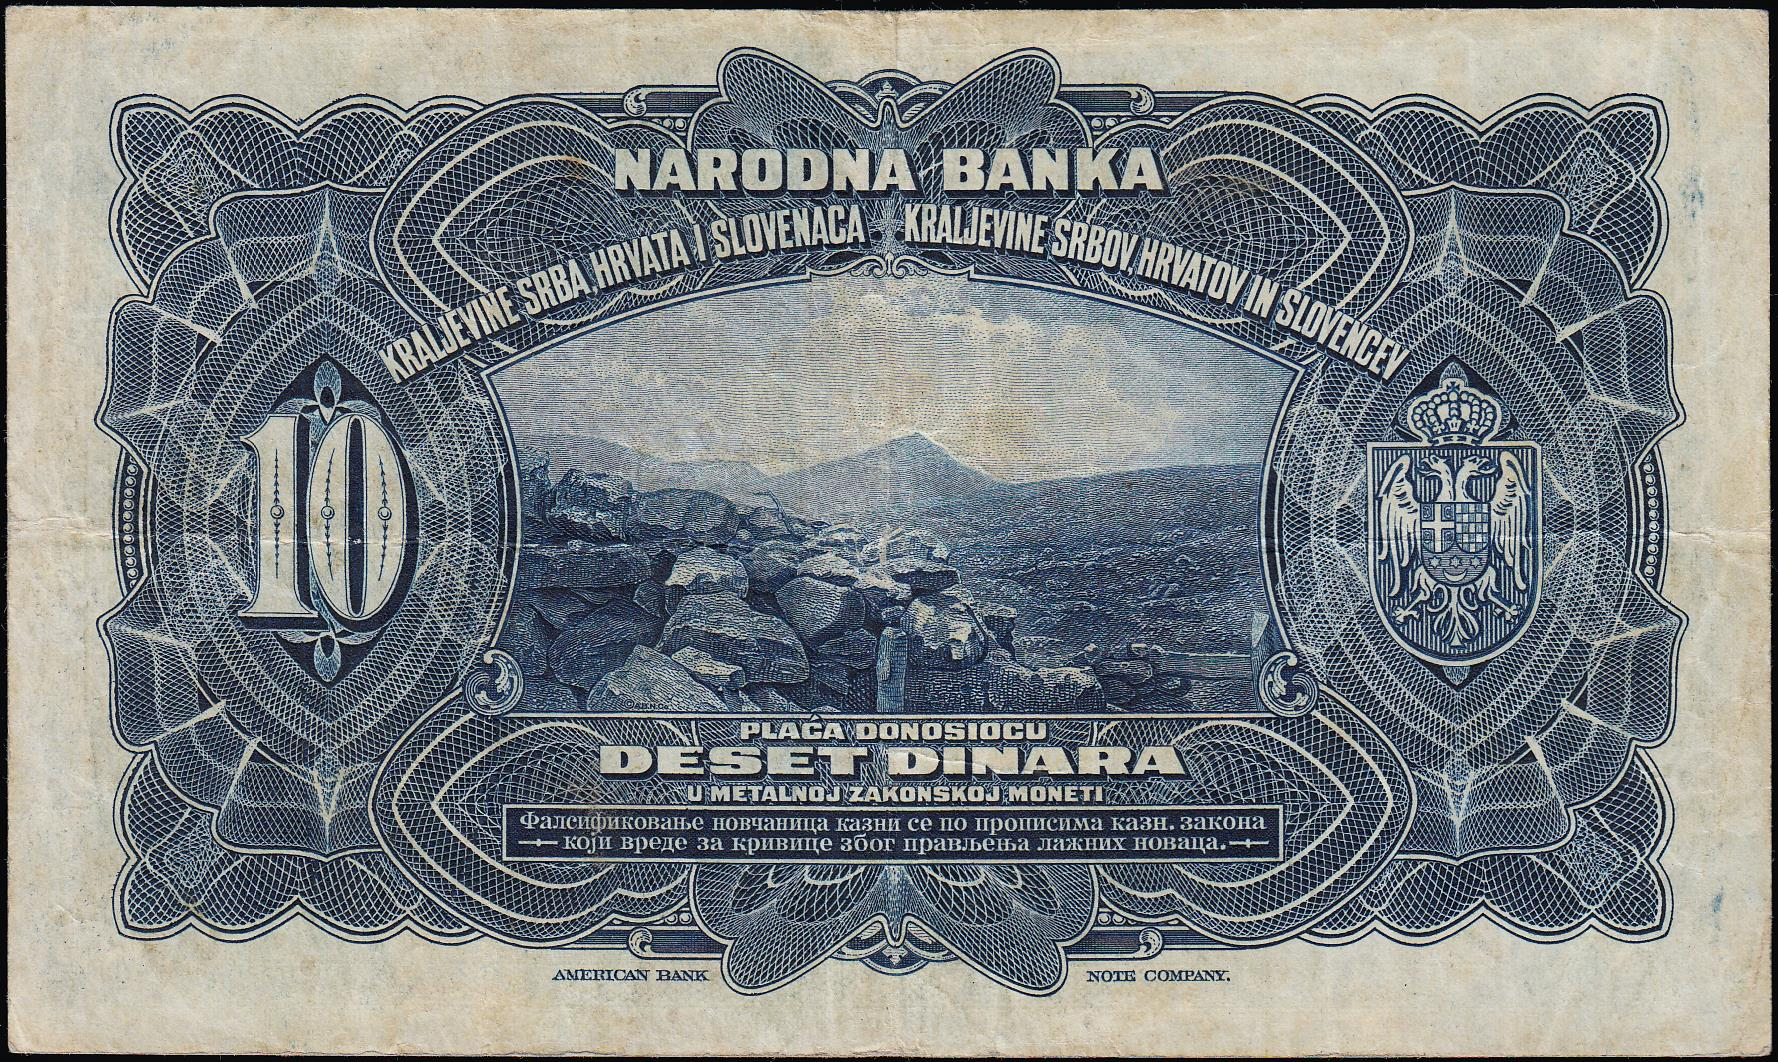 NARODNA BANKA
KRALJEVINE SRBA, HRVATA I SLOVENACA KRALJEVINE SRBOV, HRVATOV IN SLOVENCEV
10
PLAĆA DONOSIOCU
DESET DINARA
U METALNOJ ZAKONSKOJ MONETI
Фалсификовање новчаница казни се по прописима казн. закона
који вреде за кривице због прављења лажних новаца.
AMERICAN BANK NOTE COMPANY.